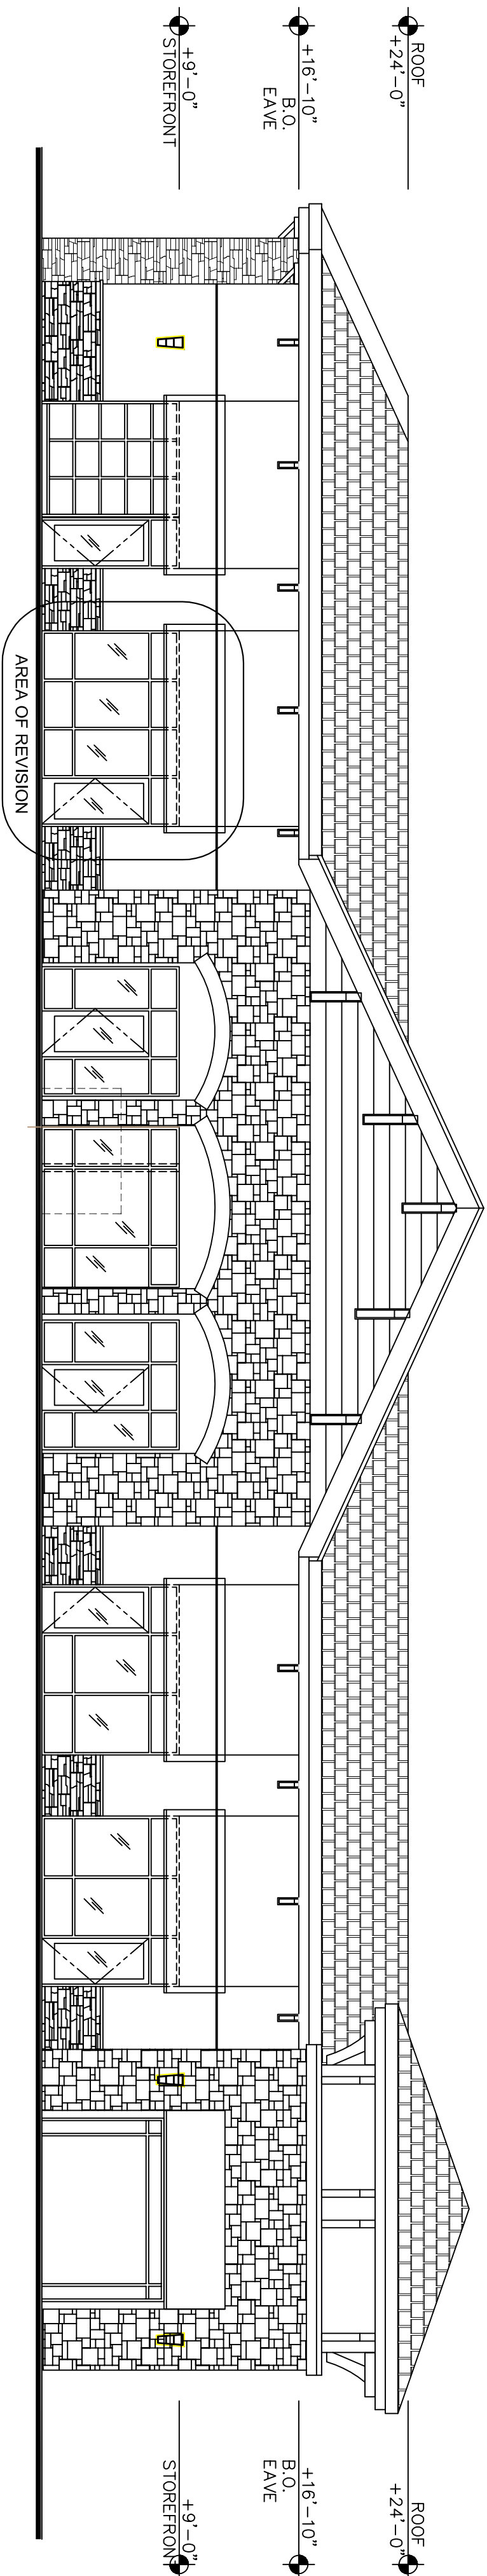 ROOF
+24'-0"
+16'-10"
B.O.
EAVE
+9'-0"
STOREFRONT
AREA OF REVISION
ROOF
+24'-0"
+16'-10"
B.O.
EAVE
+9'-0"
STOREFRONT